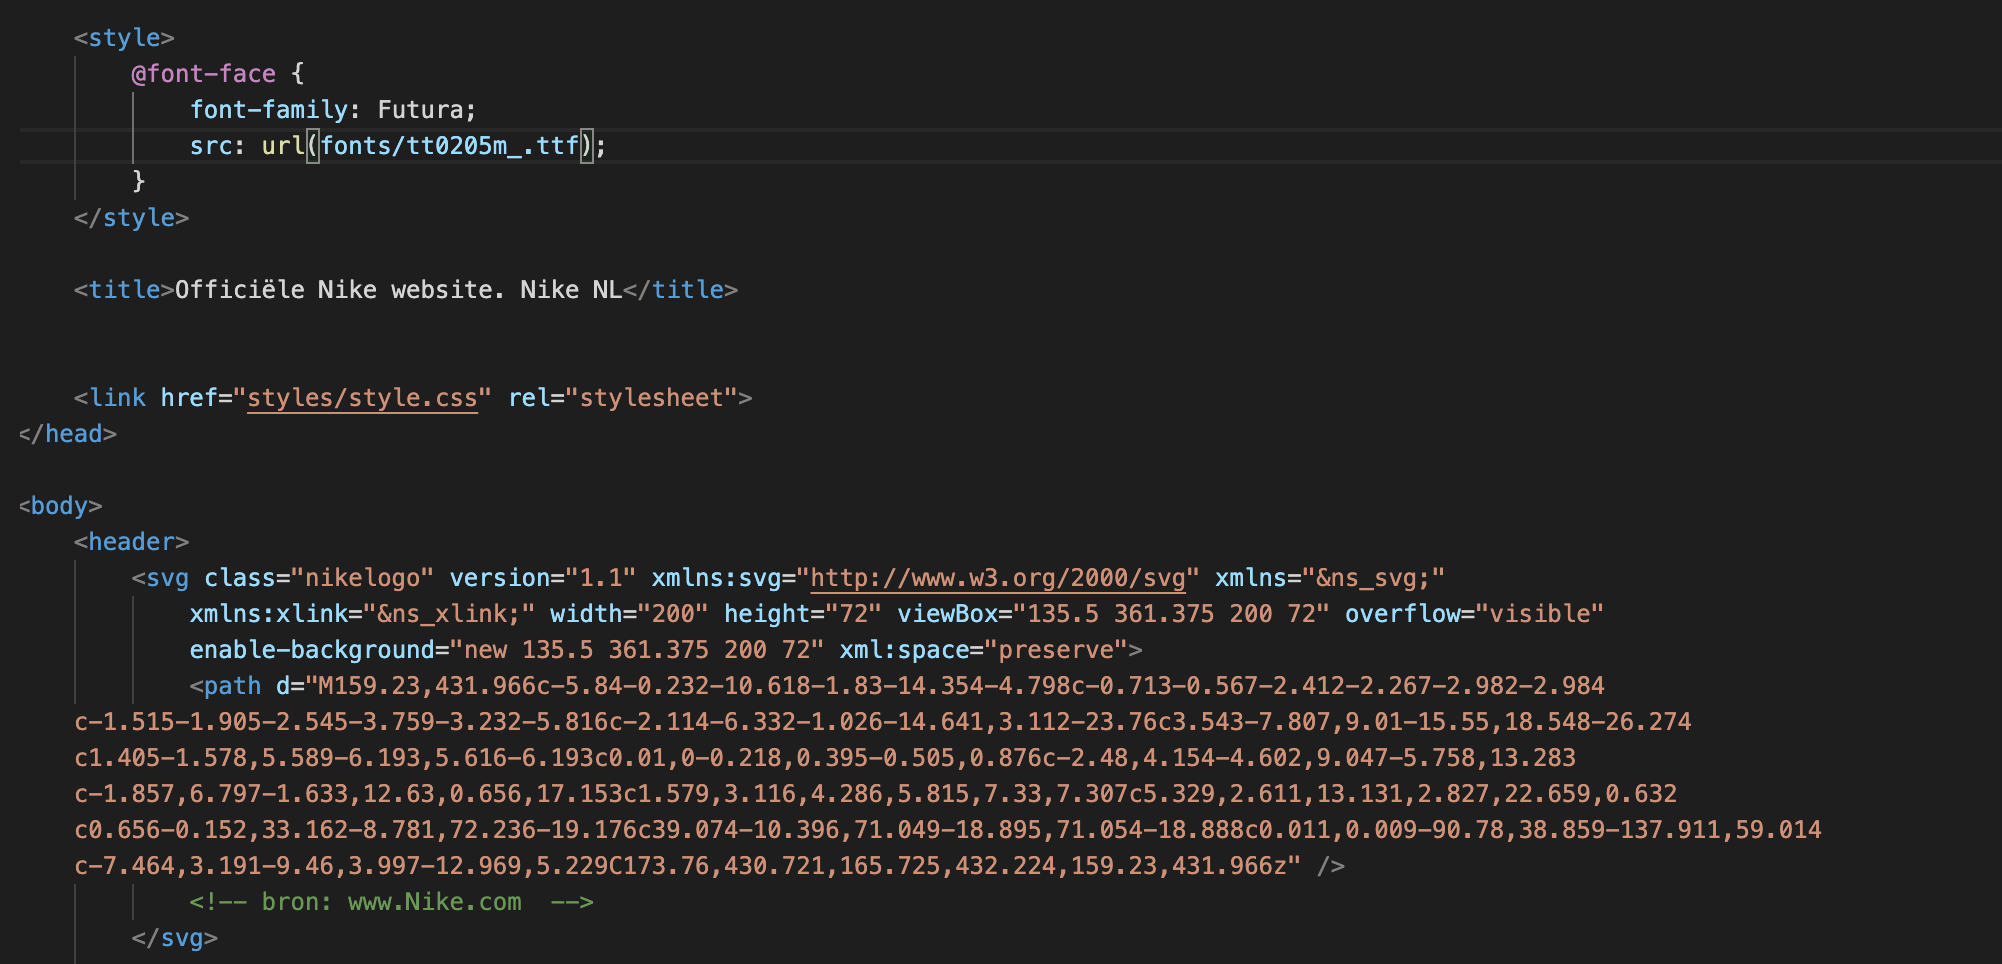 <style>
@font-face {
font-family: Futura;
src: url(fonts/tt0205m_.ttf);
}
</style>
<title>Officiële Nike website. Nike NL</title>
<link href="styles/style.css" rel="stylesheet">
</head>
<body>
<header>
<svg class="nikelogo" version="1.1" xmlns:svg="http://www.w3.org/2000/svg" xmlns="&ns_svg;"
xmlns:xlink="&ns_xlink;" width="200" height="72" viewBox="135.5 361.375 200 72" overflow="visible"
enable-background="new 135.5 361.375 200 72" xml:space="preserve">
<path d="M159.23,431.966c-5.84-0.232-10.618-1.83-14.354-4.798c-0.713-0.567-2.412-2.267-2.982-2.984
c-1.515-1.905-2.545-3.759-3.232-5.816c-2.114-6.332-1.026-14.641,3.112-23.76c3.543-7.807,9.01-15.55,18.548-26.274
c1.405-1.578,5.589-6.193,5.616-6.193c0.01,0-0.218,0.395-0.505,0.876c-2.48,4.154-4.602,9.047-5.758,13.283
c-1.857,6.797-1.633,12.63,0.656,17.153c1.579,3.116,4.286,5.815,7.33,7.307c5.329,2.611,13.131,2.827,22.659,0.632
c0.656-0.152,33.162-8.781,72.236-19.176c39.074-10.396,71.049-18.895,71.054-18.888c0.011,0.009-90.78,38.859-137.911,59.014
c-7.464,3.191-9.46,3.997-12.969,5.229C173.76,430.721,165.725,432.224,159.23,431.966z" />
<!-- bron: www.Nike.com  -->
</svg>